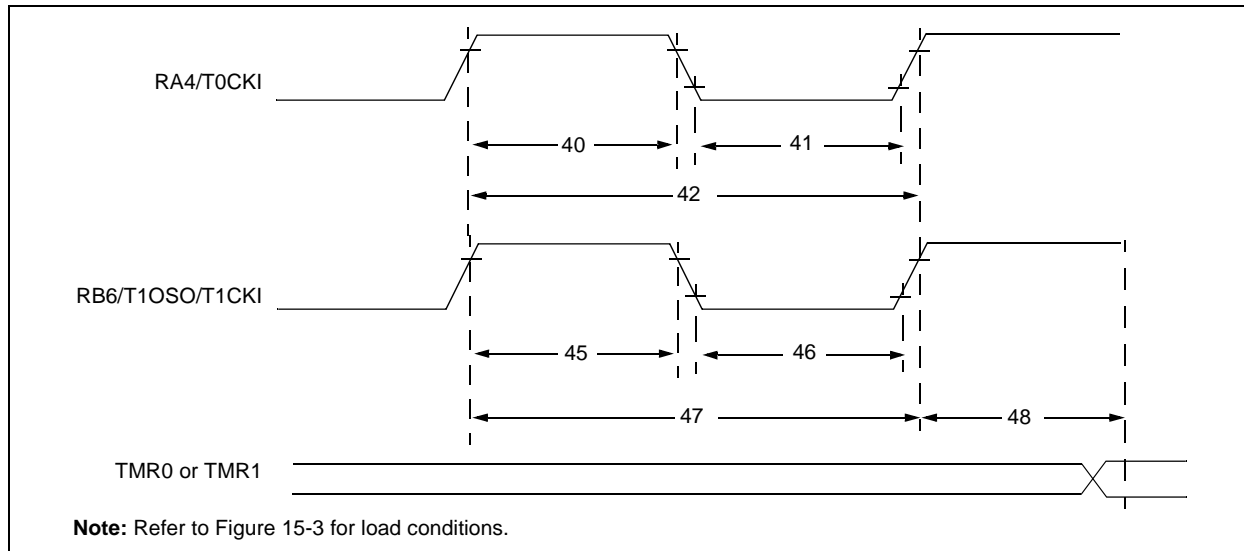 RA4/T0CKI
40
41
42
RB6/T1OSO/T1CKI
45
46
47
48
TMR0 or TMR1
Note: Refer to Figure 15-3 for load conditions.